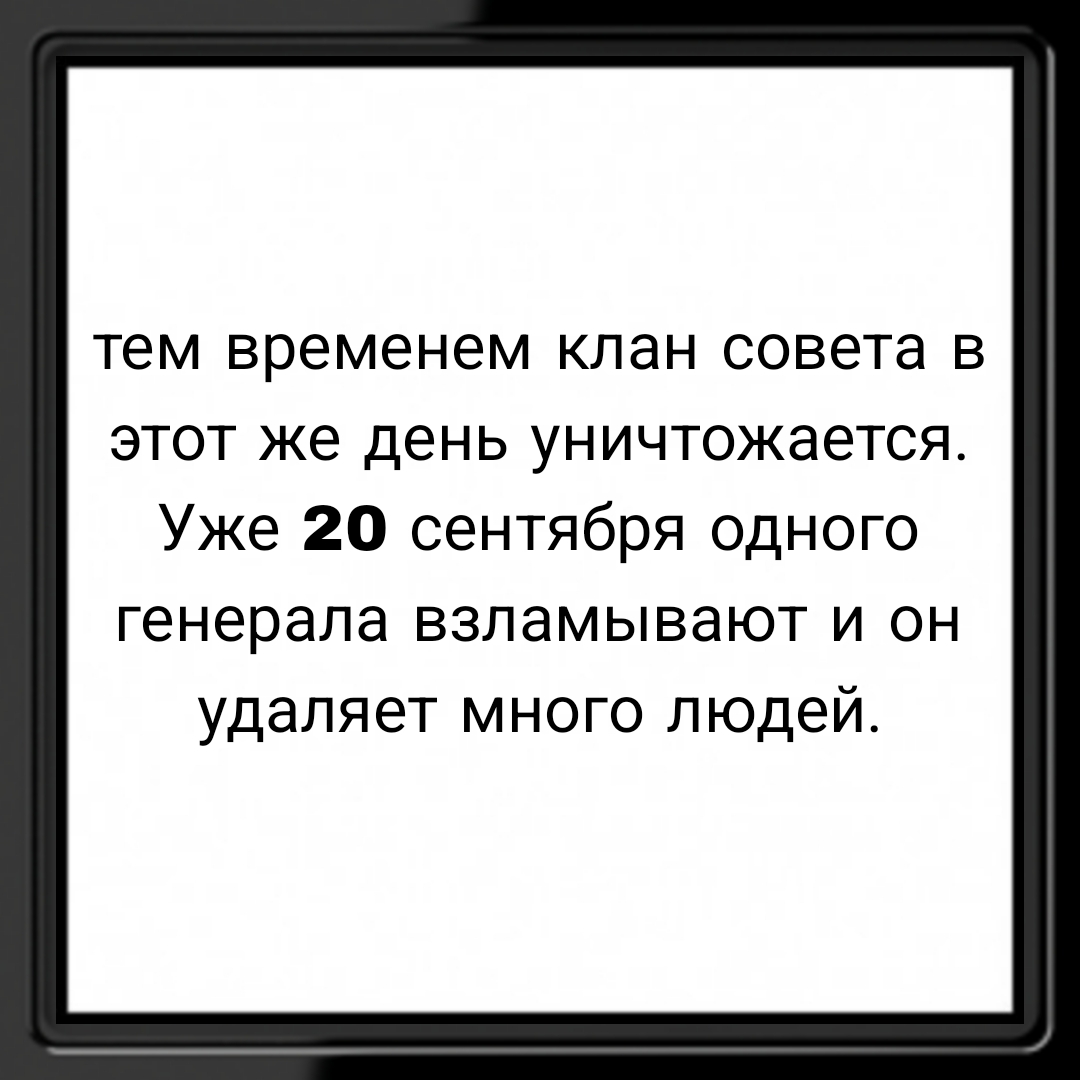 тем временем клан совета в
этот же день уничтожается.
Уже 20 сентября одного
генерала взламывают и он
удаляет много людей.